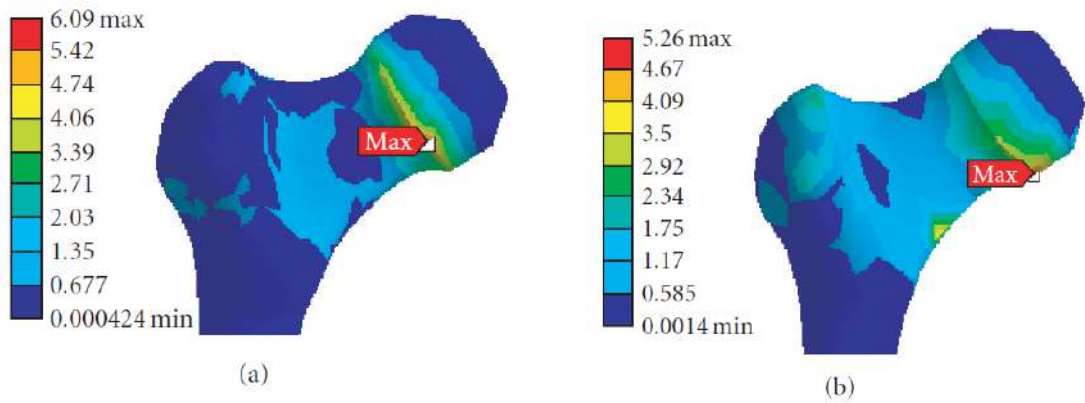 6.09 max
5.42
4.74
4.06
3.39
2.71
2.03
1.35
0.677
0.000424 min
Max
(a)
5.26 max
4.67
4.09
3.5
2.92
2.34
1.75
1.17
0.585
0.0014 min
Max
(b)